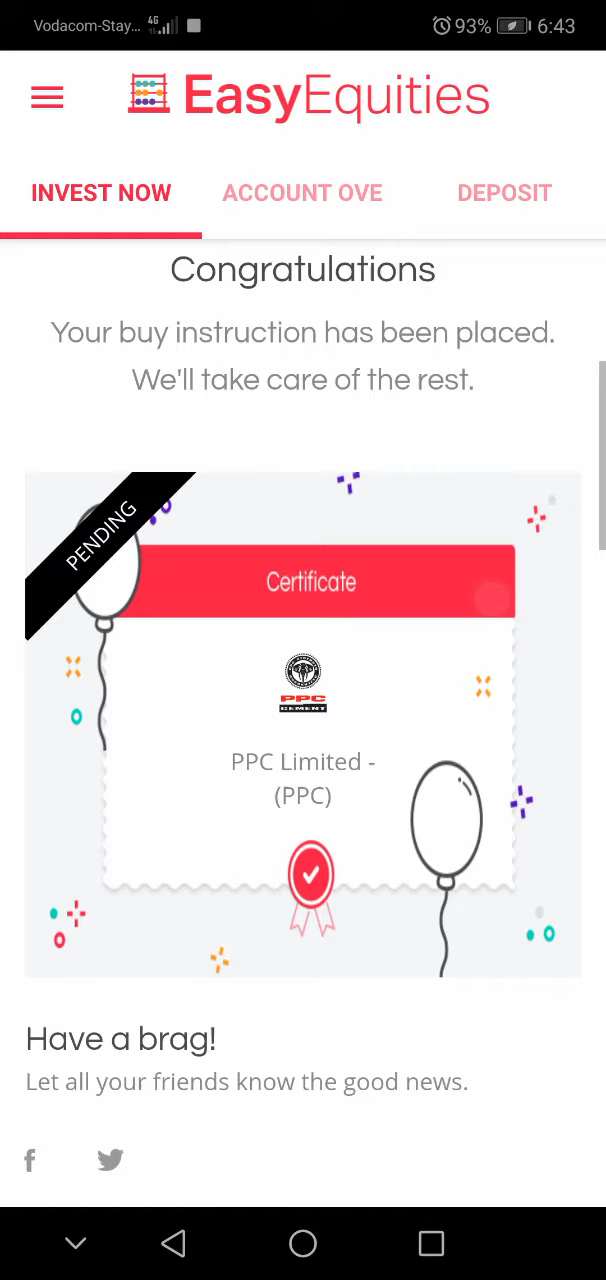 Vodacom-Stay... 4G 93% 6:43
EasyEquities
INVEST NOW ACCOUNT OVE DEPOSIT
Congratulations
Your buy instruction has been placed.
We'll take care of the rest.
PENDING
Certificate
PPC
CEMENT
PPC Limited -
(PPC)
Have a brag!
Let all your friends know the good news.